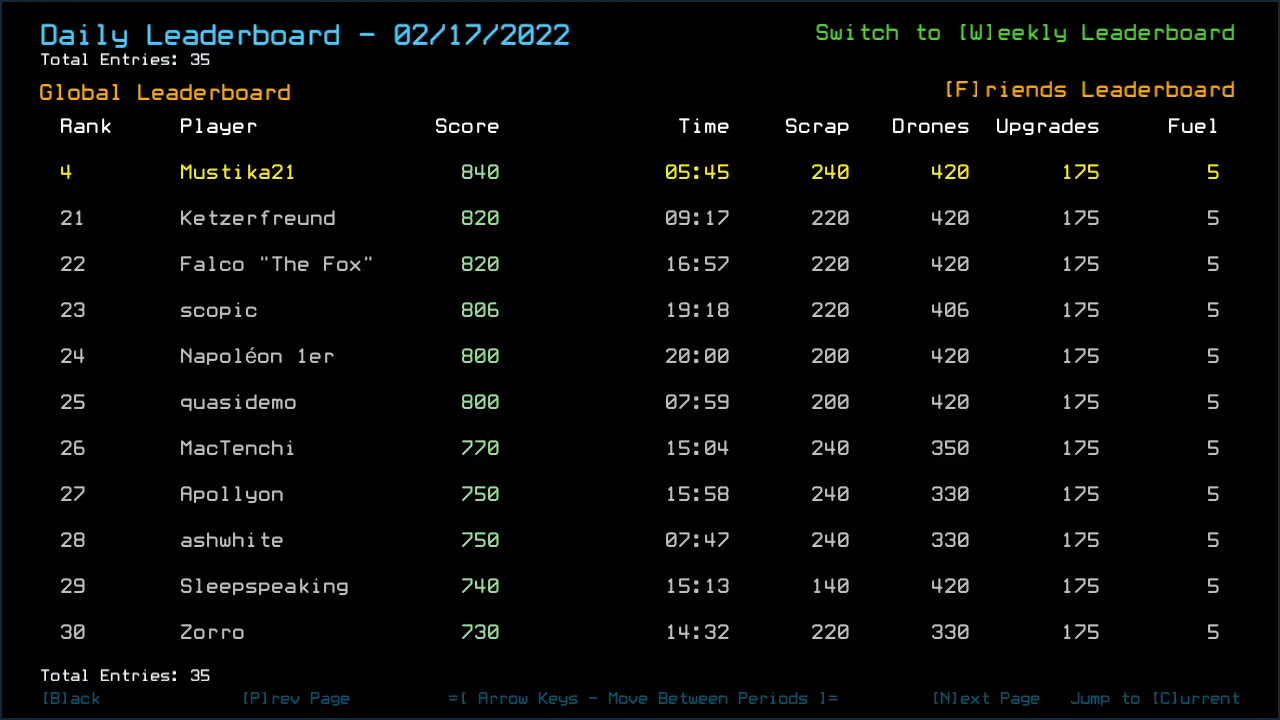 Daily Leaderboard - 02/17/2022 Switch to [W]eekly Leaderboard
Total Entries: 35
Global Leaderboard [F]riends Leaderboard
Rank Player Score Time Scrap Drones Upgrades Fuel
4 Mustika21 840 05:45 240 420 175 5
21 Ketzerfreund 820 09:17 220 420 175 5
22 Falco "The Fox" 820 16:57 220 420 175 5
23 scopic 806 19:18 220 406 175 5
24 Napoléon 1er 800 20:00 200 420 175 5
25 quasidemo 800 07:59 200 420 175 5
26 MacTenchi 770 15:04 240 350 175 5
27 Apollyon 750 15:58 240 330 175 5
28 ashwhite 750 07:47 240 330 175 5
29 Sleepspeaking 740 15:13 140 420 175 5
30 Zorro 730 14:32 220 330 175 5
Total Entries: 35
[B]ack [P]rev Page =[ Arrow Keys - Move Between Periods ]= [N]ext Page Jump to [C]urrent